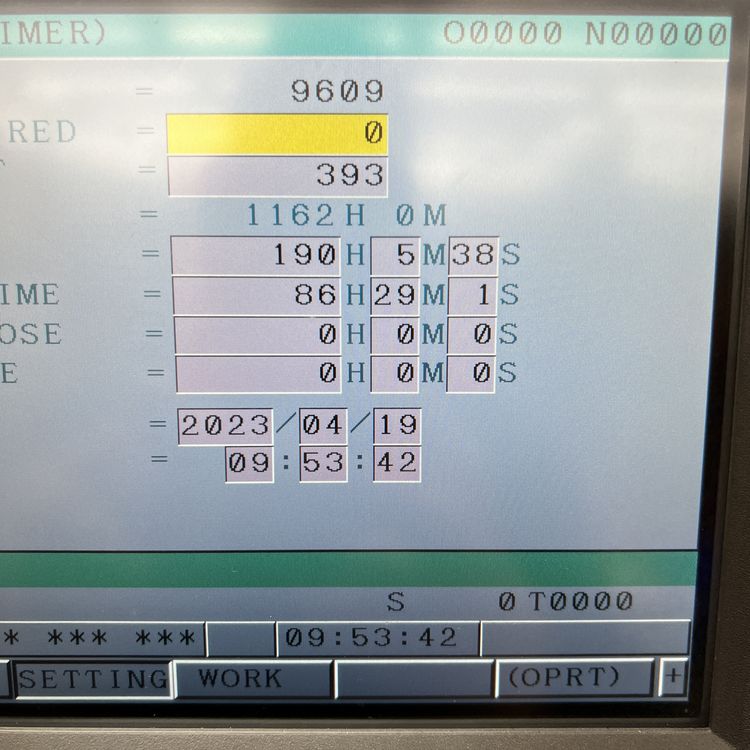 IMER) O0000 N00000
= 9609
RED = 0
= 393
= 1162H 0M
= 190H 5M38S
IME = 86H29M 1S
OSE = 0H 0M 0S
E = 0H 0M 0S
= 2023/04/19
= 09:53:42
S 0 T0000
* *** *** 09:53:42
SETTING WORK (OPRT) +